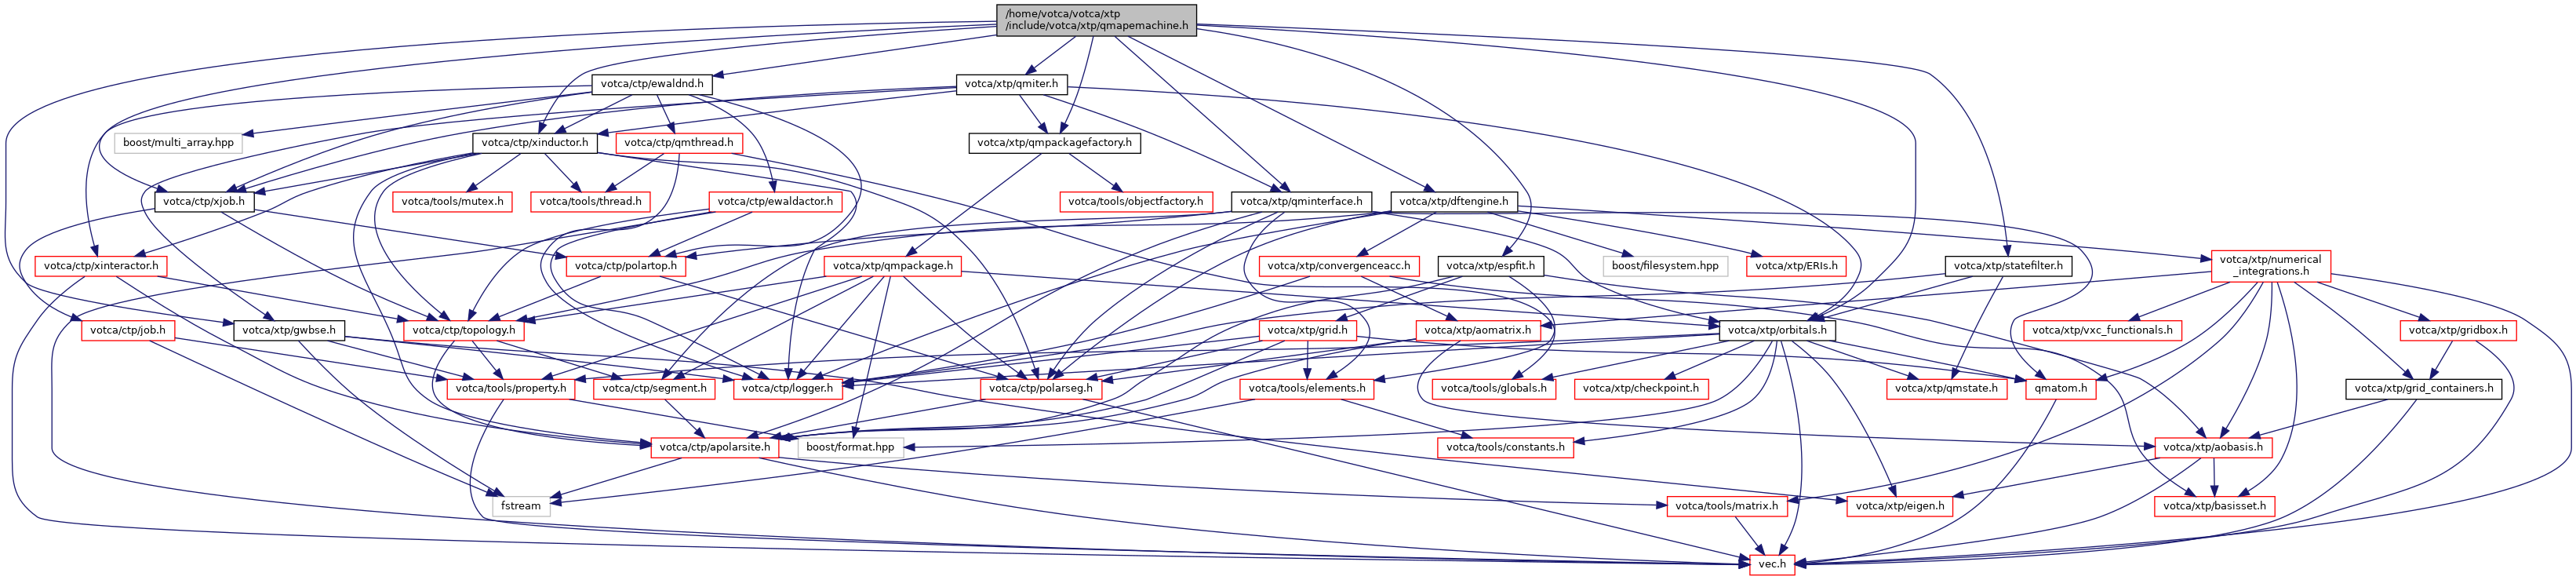 /home/votca/votca/xtp
/include/votca/xtp/qmapemachine.h
votca/ctp/ewaldnd.h
votca/xtp/qmiter.h
boost/multi_array.hpp
votca/ctp/xinductor.h
votca/ctp/qmthread.h
votca/xtp/qmpackagefactory.h
votca/ctp/xjob.h
votca/tools/mutex.h
votca/tools/thread.h
votca/ctp/ewaldactor.h
votca/tools/objectfactory.h
votca/xtp/qminterface.h
votca/xtp/dftengine.h
votca/ctp/xinteractor.h
votca/ctp/polartop.h
votca/xtp/qmpackage.h
votca/xtp/convergenceacc.h
votca/xtp/espfit.h
boost/filesystem.hpp
votca/xtp/ERIs.h
votca/xtp/statefilter.h
votca/xtp/numerical
_integrations.h
votca/ctp/job.h
votca/xtp/gwbse.h
votca/ctp/topology.h
votca/xtp/grid.h
votca/xtp/aomatrix.h
votca/xtp/orbitals.h
votca/xtp/vxc_functionals.h
votca/xtp/gridbox.h
votca/tools/property.h
votca/ctp/segment.h
votca/ctp/logger.h
votca/ctp/polarseg.h
votca/tools/elements.h
votca/tools/globals.h
votca/xtp/checkpoint.h
votca/xtp/qmstate.h
qmatom.h
votca/xtp/grid_containers.h
votca/ctp/apolarsite.h
boost/format.hpp
votca/tools/constants.h
votca/xtp/aobasis.h
fstream
votca/tools/matrix.h
votca/xtp/eigen.h
votca/xtp/basisset.h
vec.h